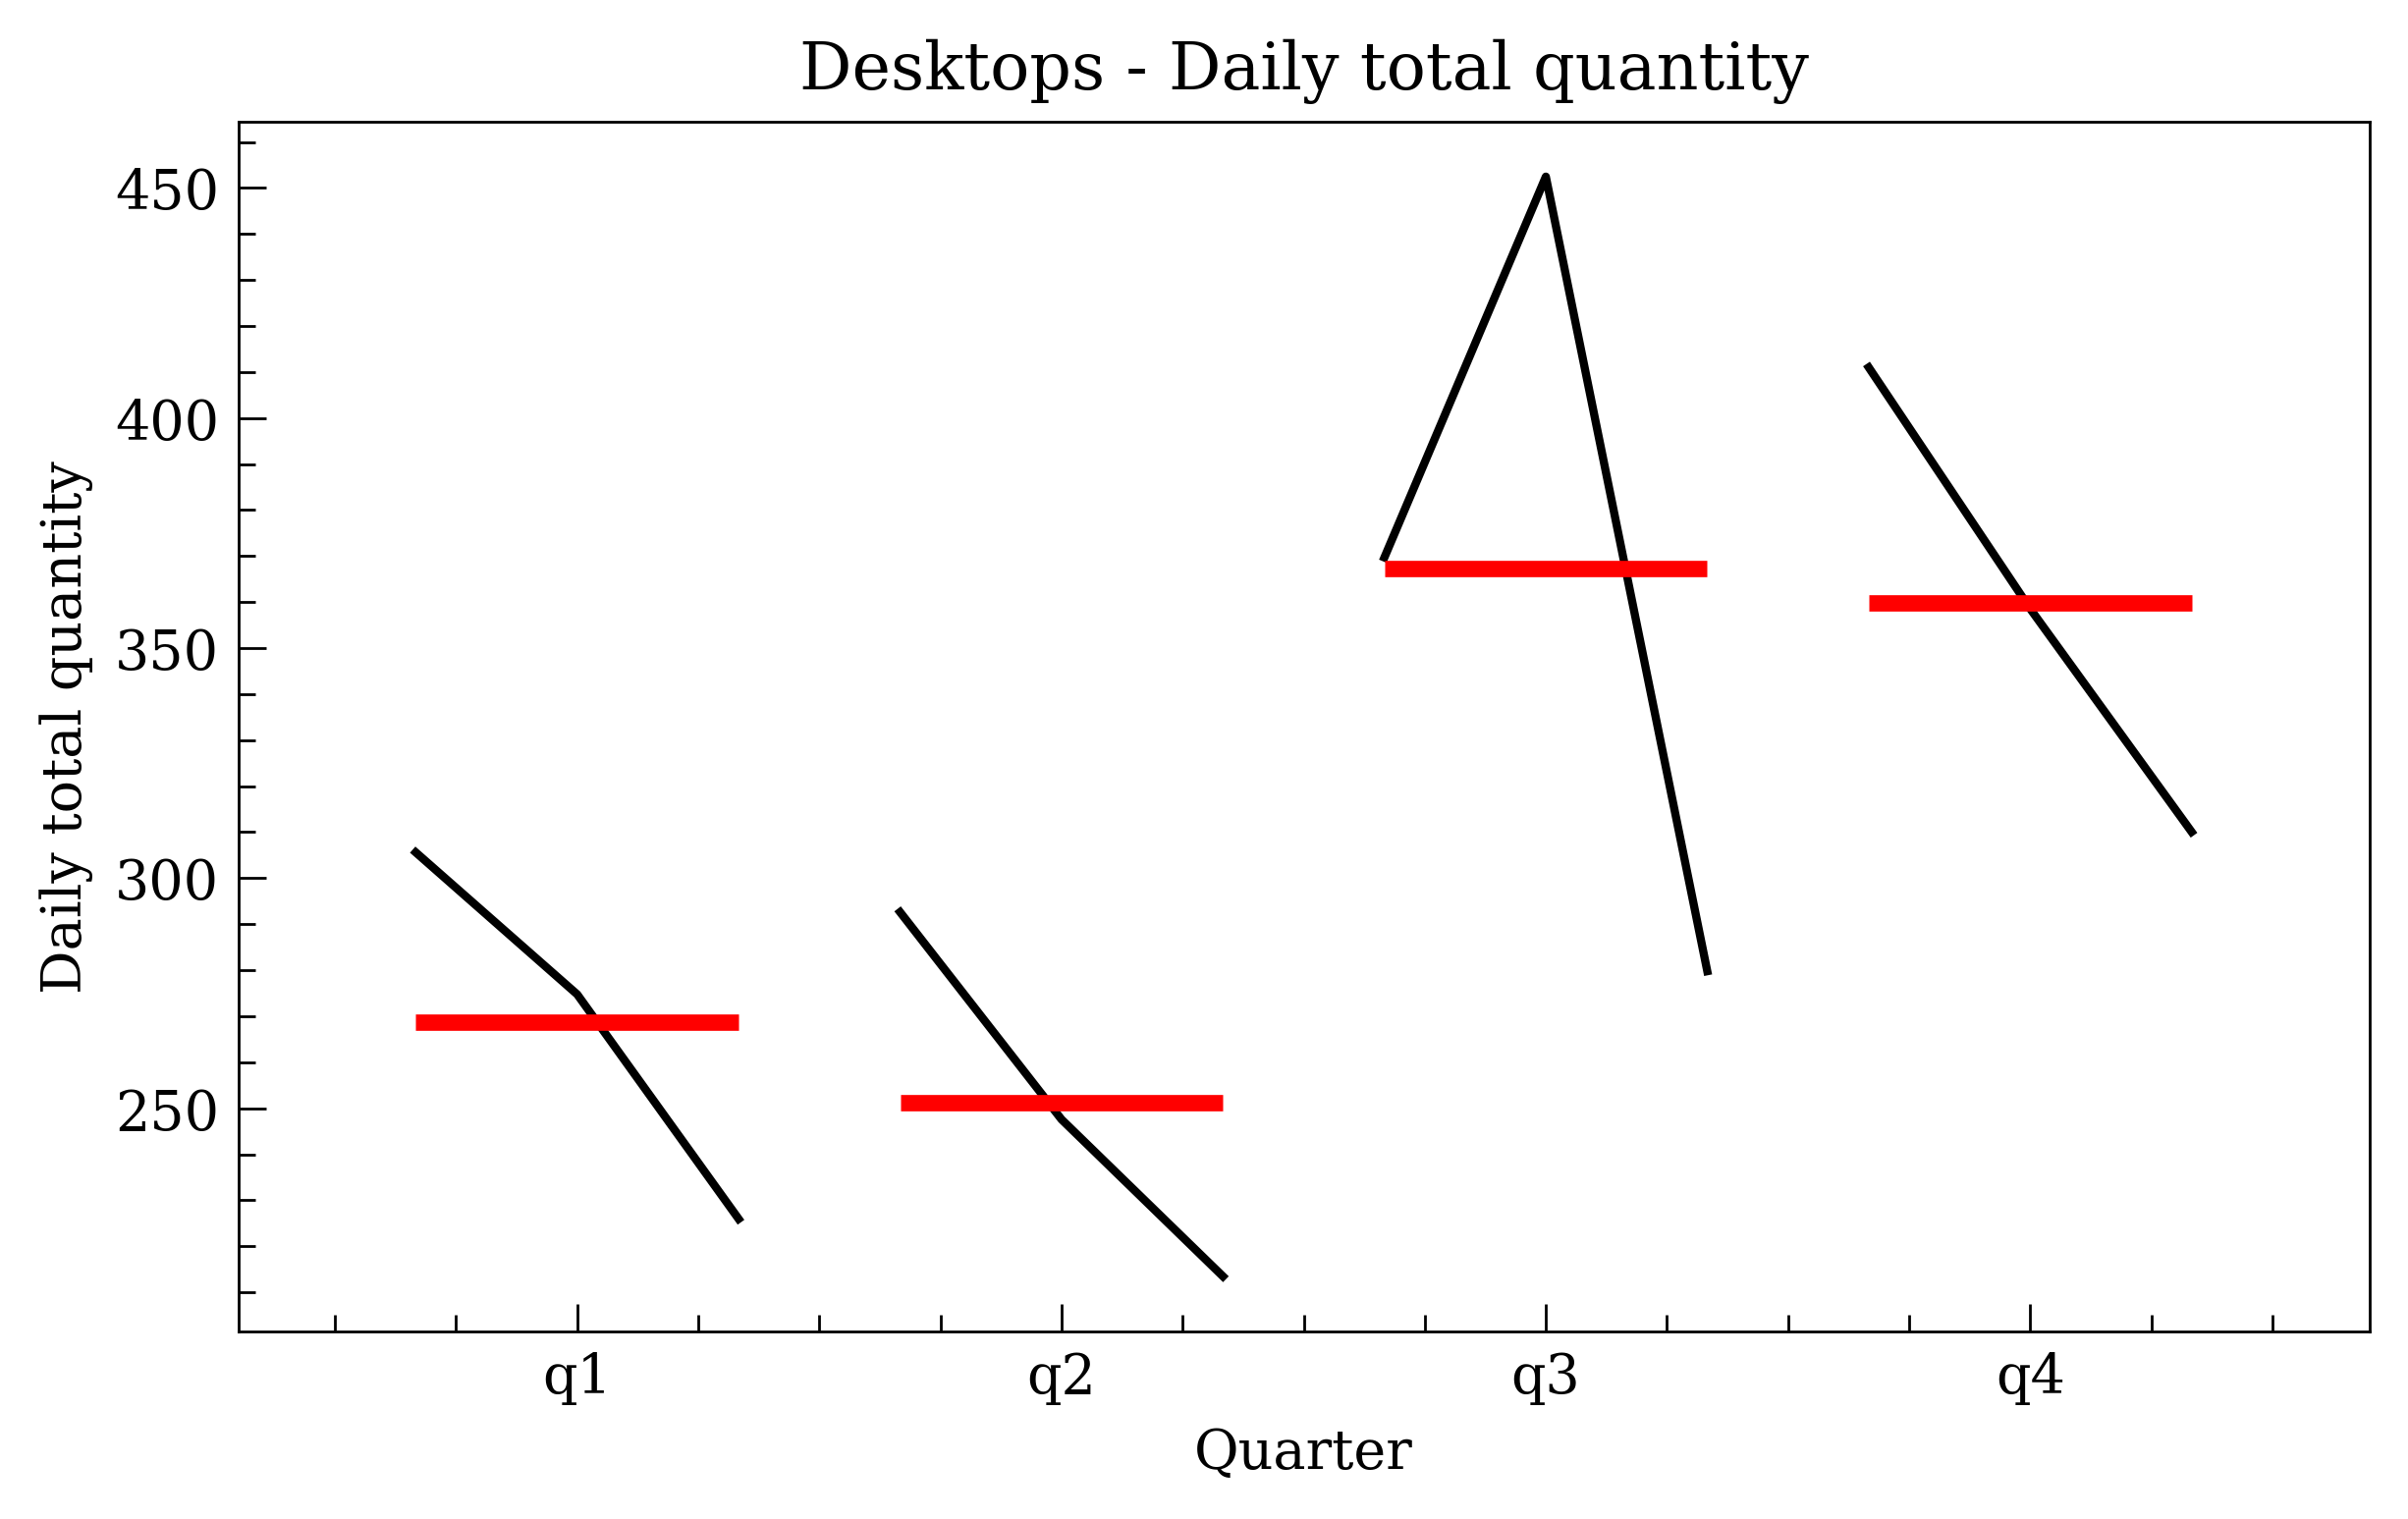 Desktops - Daily total quantity
Daily total quantity
450
400
350
300
250
q1 q2 q3 q4
Quarter